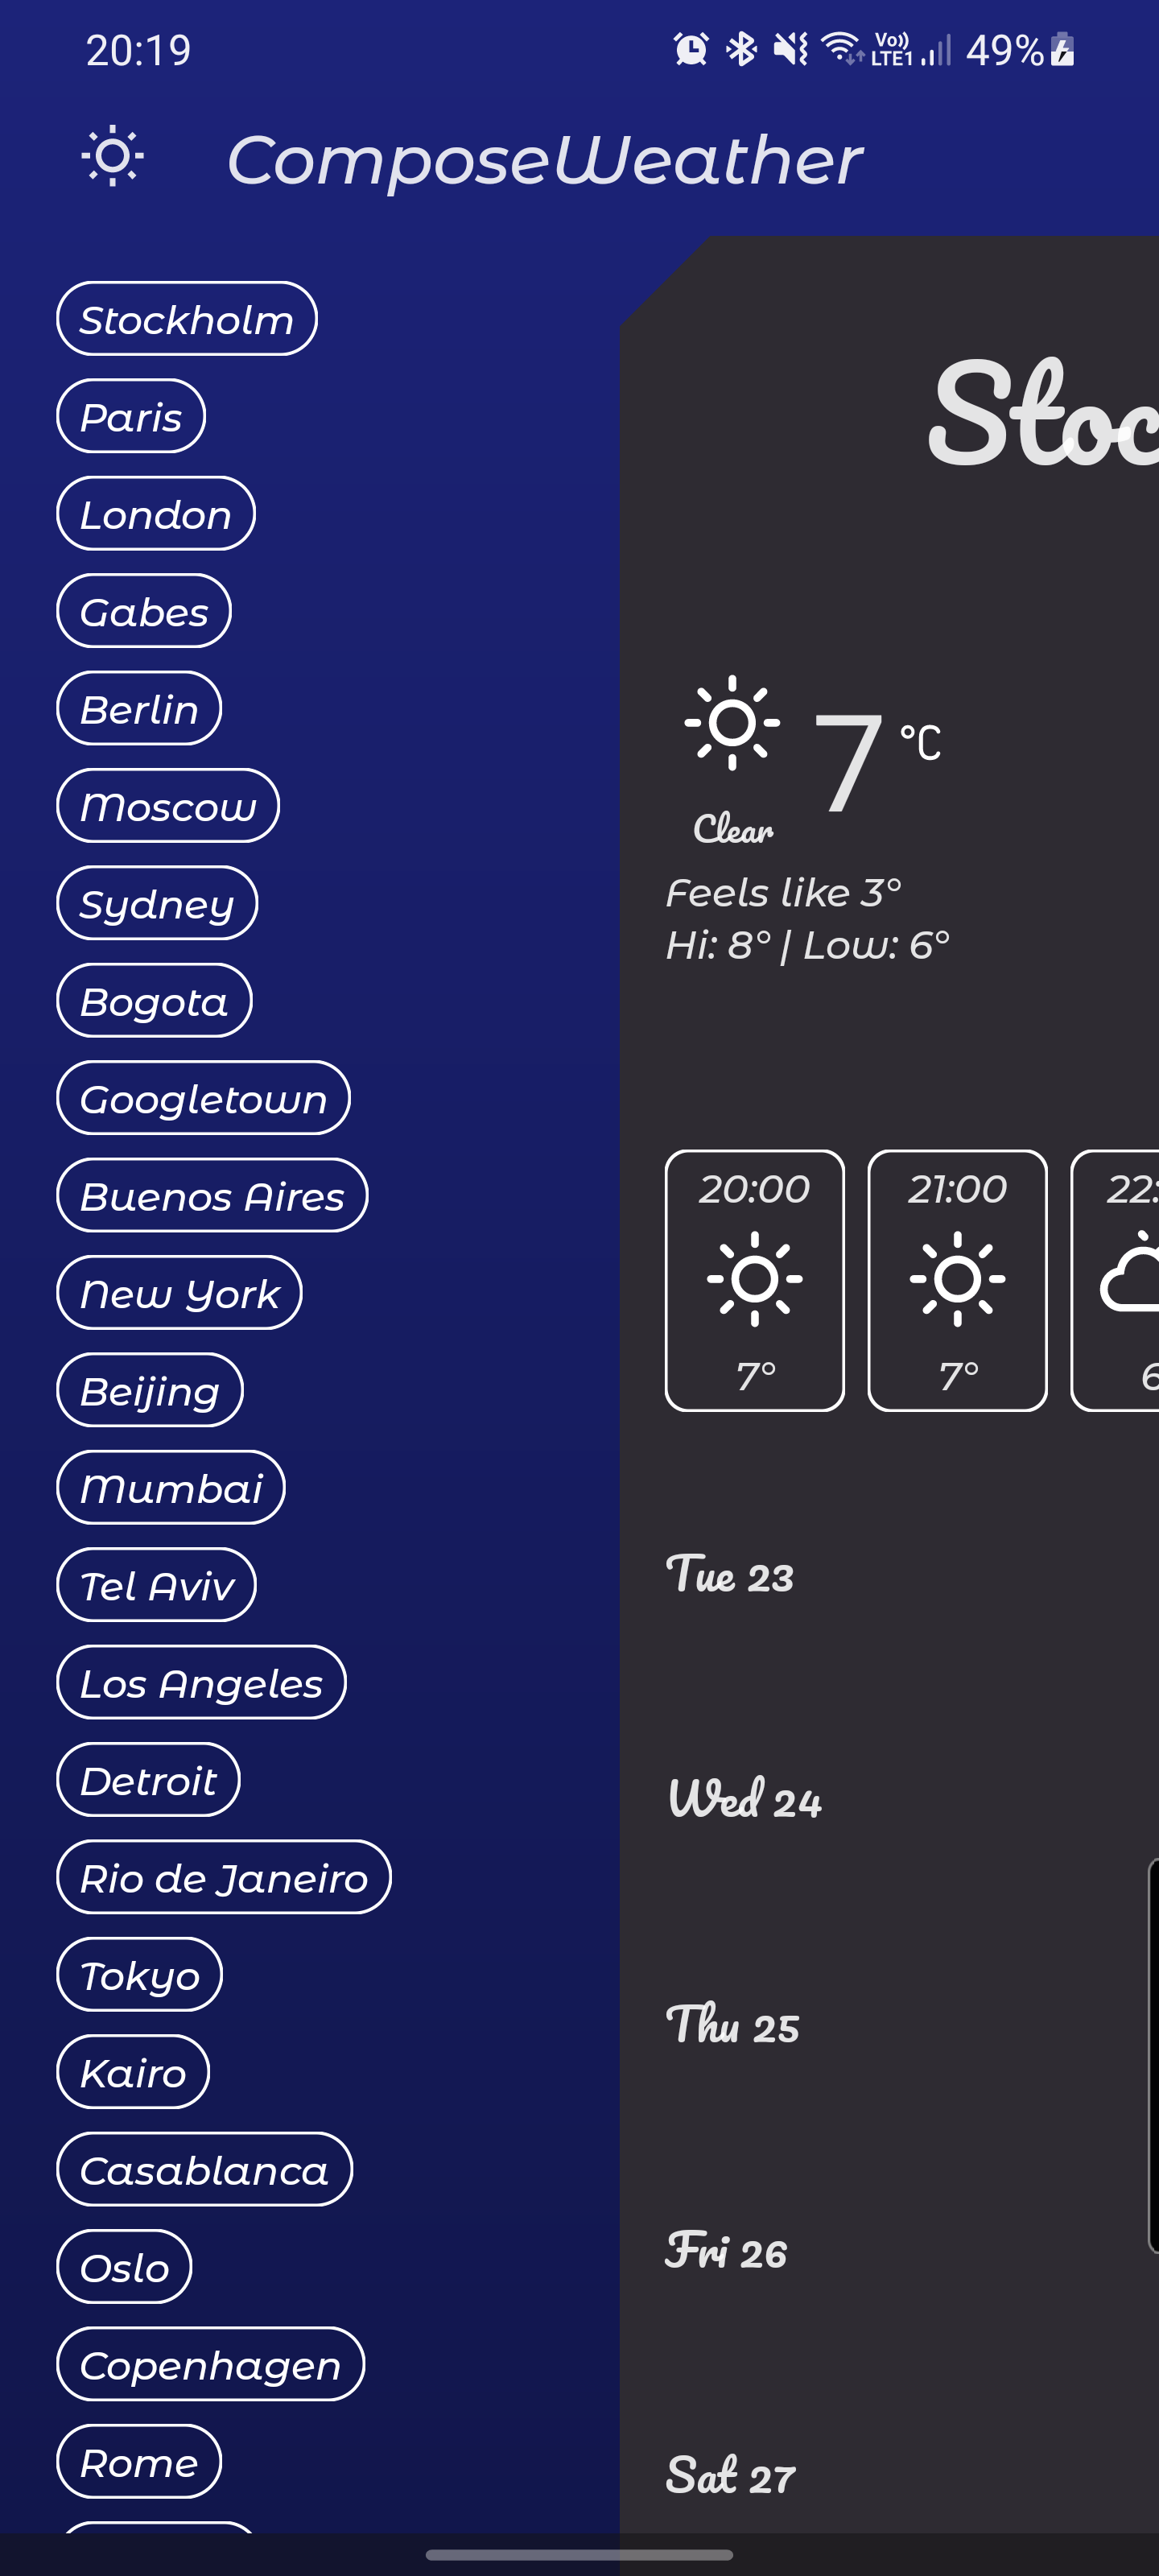 20:19
Vo))
LTE1
49%
ComposeWeather
Stockholm
Paris
London
Gabes
Berlin
Moscow
Sydney
Bogota
Googletown
Buenos Aires
New York
Beijing
Mumbai
Tel Aviv
Los Angeles
Detroit
Rio de Janeiro
Tokyo
Kairo
Casablanca
Oslo
Copenhagen
Rome
Stoc
7 °C
Clear
Feels like 3°
Hi: 8° | Low: 6°
20:00 21:00 22:
7° 7° 6
Tue 23
Wed 24
Thu 25
Fri 26
Sat 27